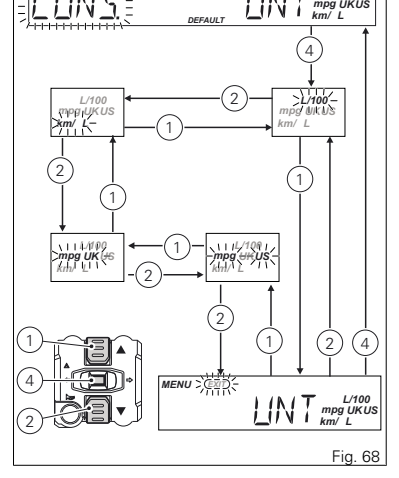 CONS.
DEFAULT
UNT
mpg UKUS
km/ L
4
L/100
mpg UKUS
km/ L
2
1
L/100
mpg UKUS
km/ L
2
1
1
L/100
mpg UKUS
km/ L
1
2
L/100
mpg UKUS
km/ L
2
1
2
4
1
4
2
MENU
EXIT
UNT
L/100
mpg UKUS
km/ L
Fig. 68